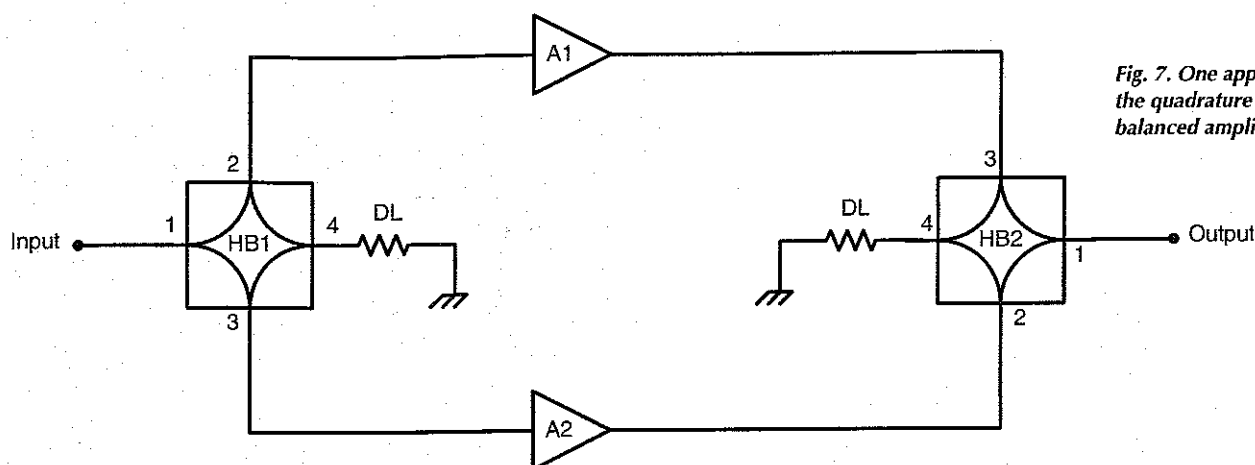 A1
Fig. 7. One app
the quadrature
balanced ampli
2
3
1
4
DL
DL
4
Input
HB1
HB2
Output
1
3
2
A2